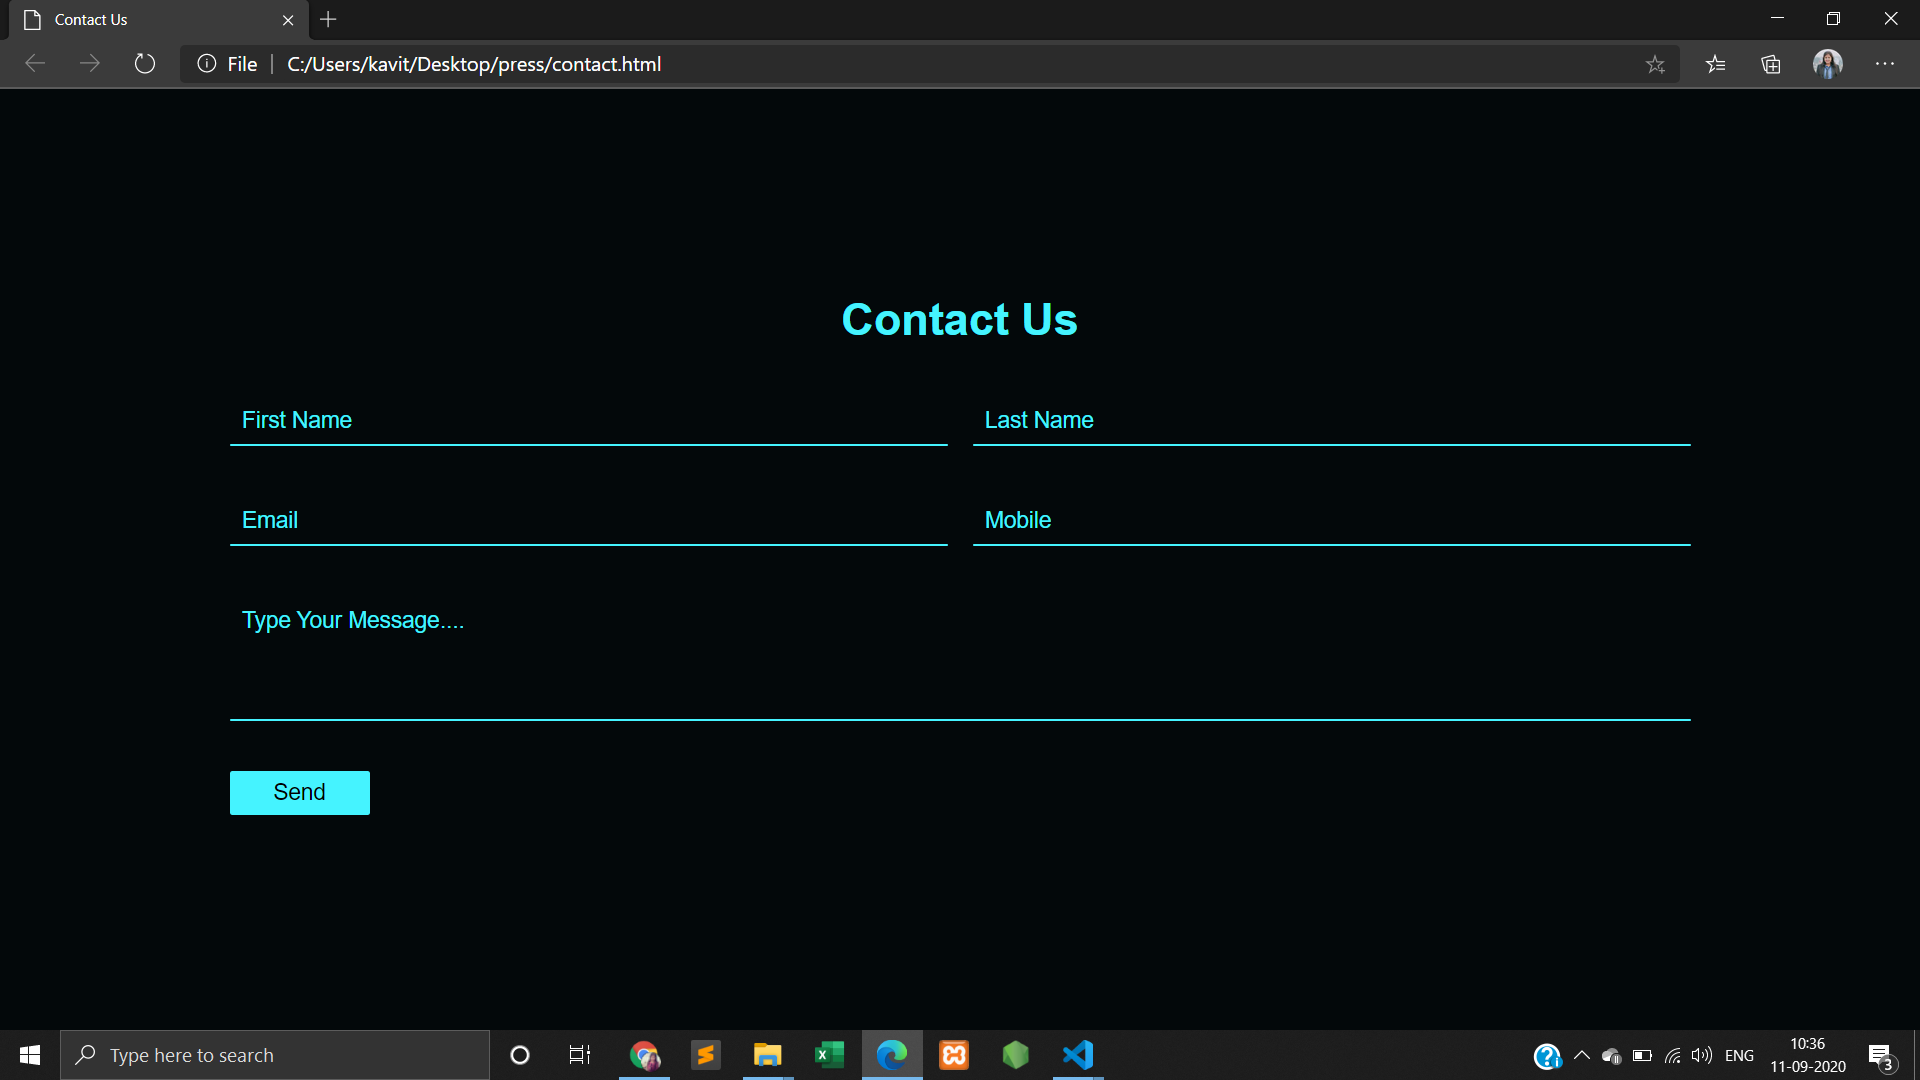 Contact Us
File | C:/Users/kavit/Desktop/press/contact.html
Contact Us
First Name
Last Name
Email
Mobile
Type Your Message....
Send
Type here to search
ENG
10:36
11-09-2020
3